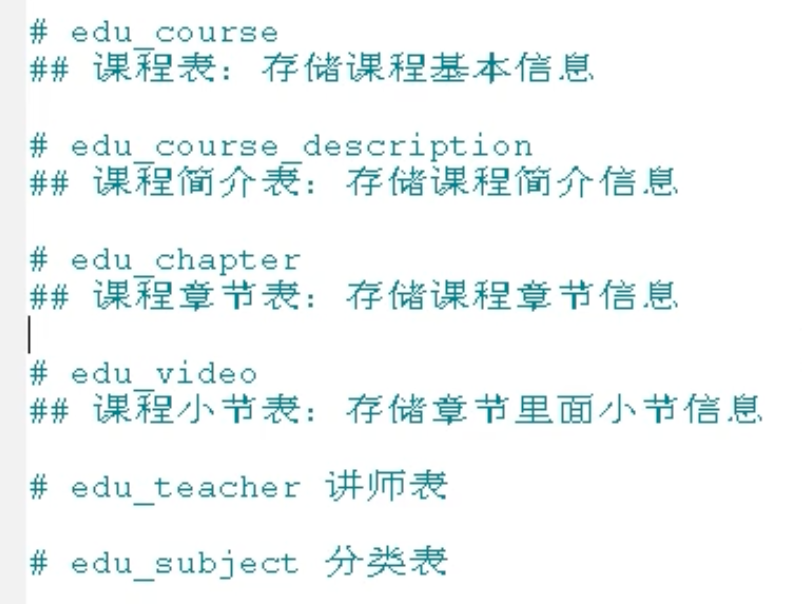 # edu_course
## 课程表：存储课程基本信息
# edu_course_description
## 课程简介表：存储课程简介信息
# edu_chapter
## 课程章节表：存储课程章节信息
# edu_video
## 课程小节表：存储章节里面小节信息
# edu_teacher 讲师表
# edu_subject 分类表